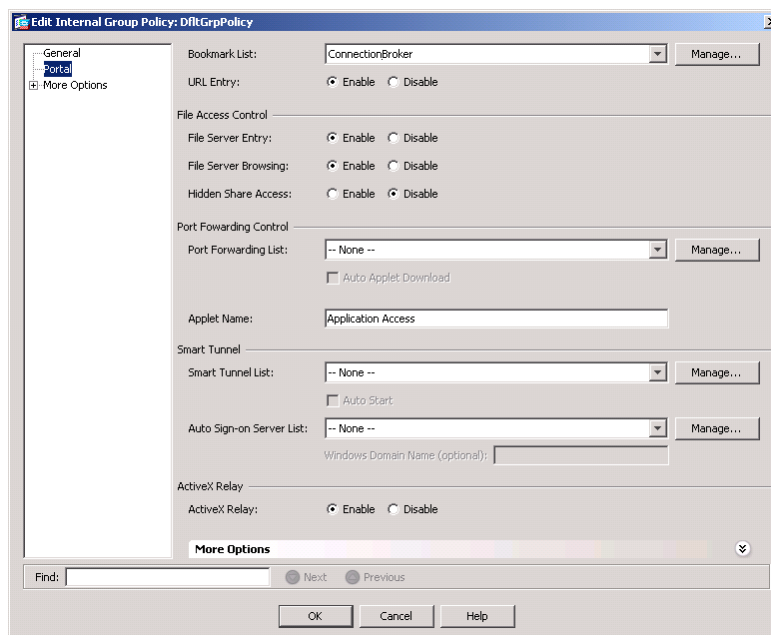 Edit Internal Group Policy: DfltGrpPolicy
General
Portal
More Options
Bookmark List: ConnectionBroker Manage...
URL Entry: Enable Disable
File Access Control
File Server Entry: Enable Disable
File Server Browsing: Enable Disable
Hidden Share Access: Enable Disable
Port Fowarding Control
Port Forwarding List: -- None -- Manage...
Auto Applet Download
Applet Name: Application Access
Smart Tunnel
Smart Tunnel List: -- None -- Manage...
Auto Start
Auto Sign-on Server List: -- None -- Manage...
Windows Domain Name (optional):
ActiveX Relay
ActiveX Relay: Enable Disable
More Options
Find: Next Previous
OK Cancel Help